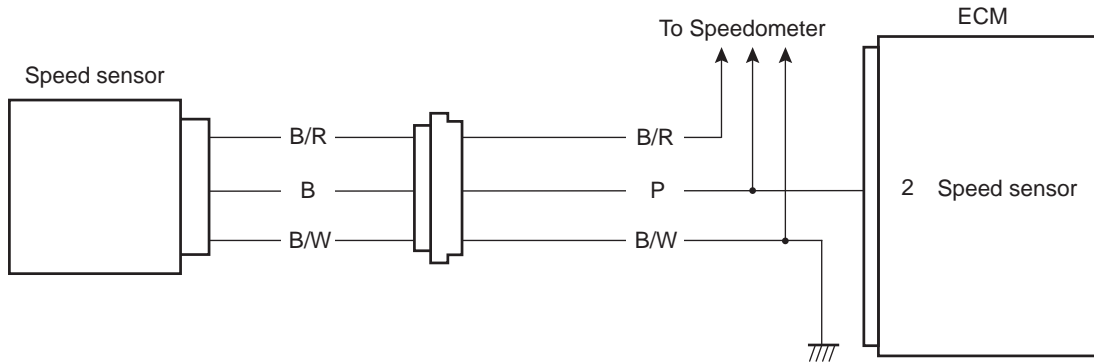 ECM
To Speedometer
Speed sensor
B/R B/R
B P 2 Speed sensor
B/W B/W